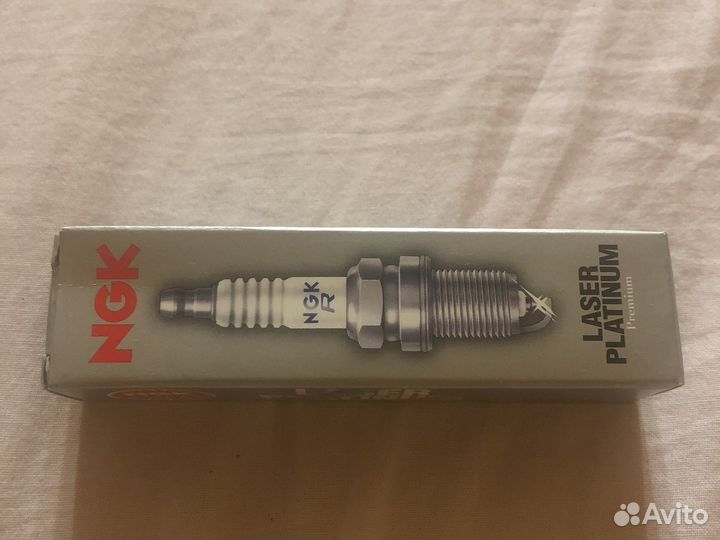 NGK
NGK
R
LASER
PLATINUM
Premium
Avito